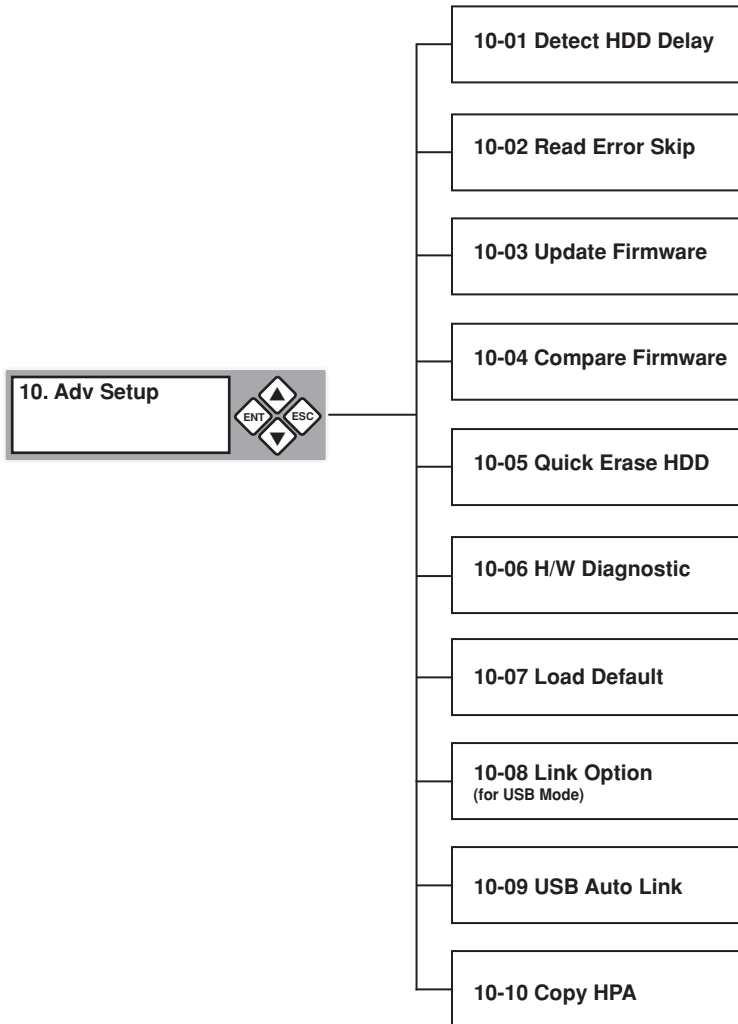 10. Adv Setup
ENT
ESC
10-01 Detect HDD Delay
10-02 Read Error Skip
10-03 Update Firmware
10-04 Compare Firmware
10-05 Quick Erase HDD
10-06 H/W Diagnostic
10-07 Load Default
10-08 Link Option
(for USB Mode)
10-09 USB Auto Link
10-10 Copy HPA